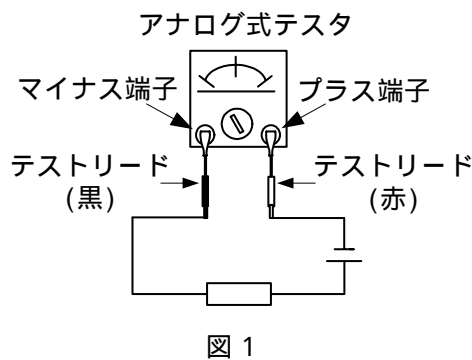 アナログ式テスタ
マイナス端子
プラス端子
テストリード
(黒)
テストリード
(赤)
図 1